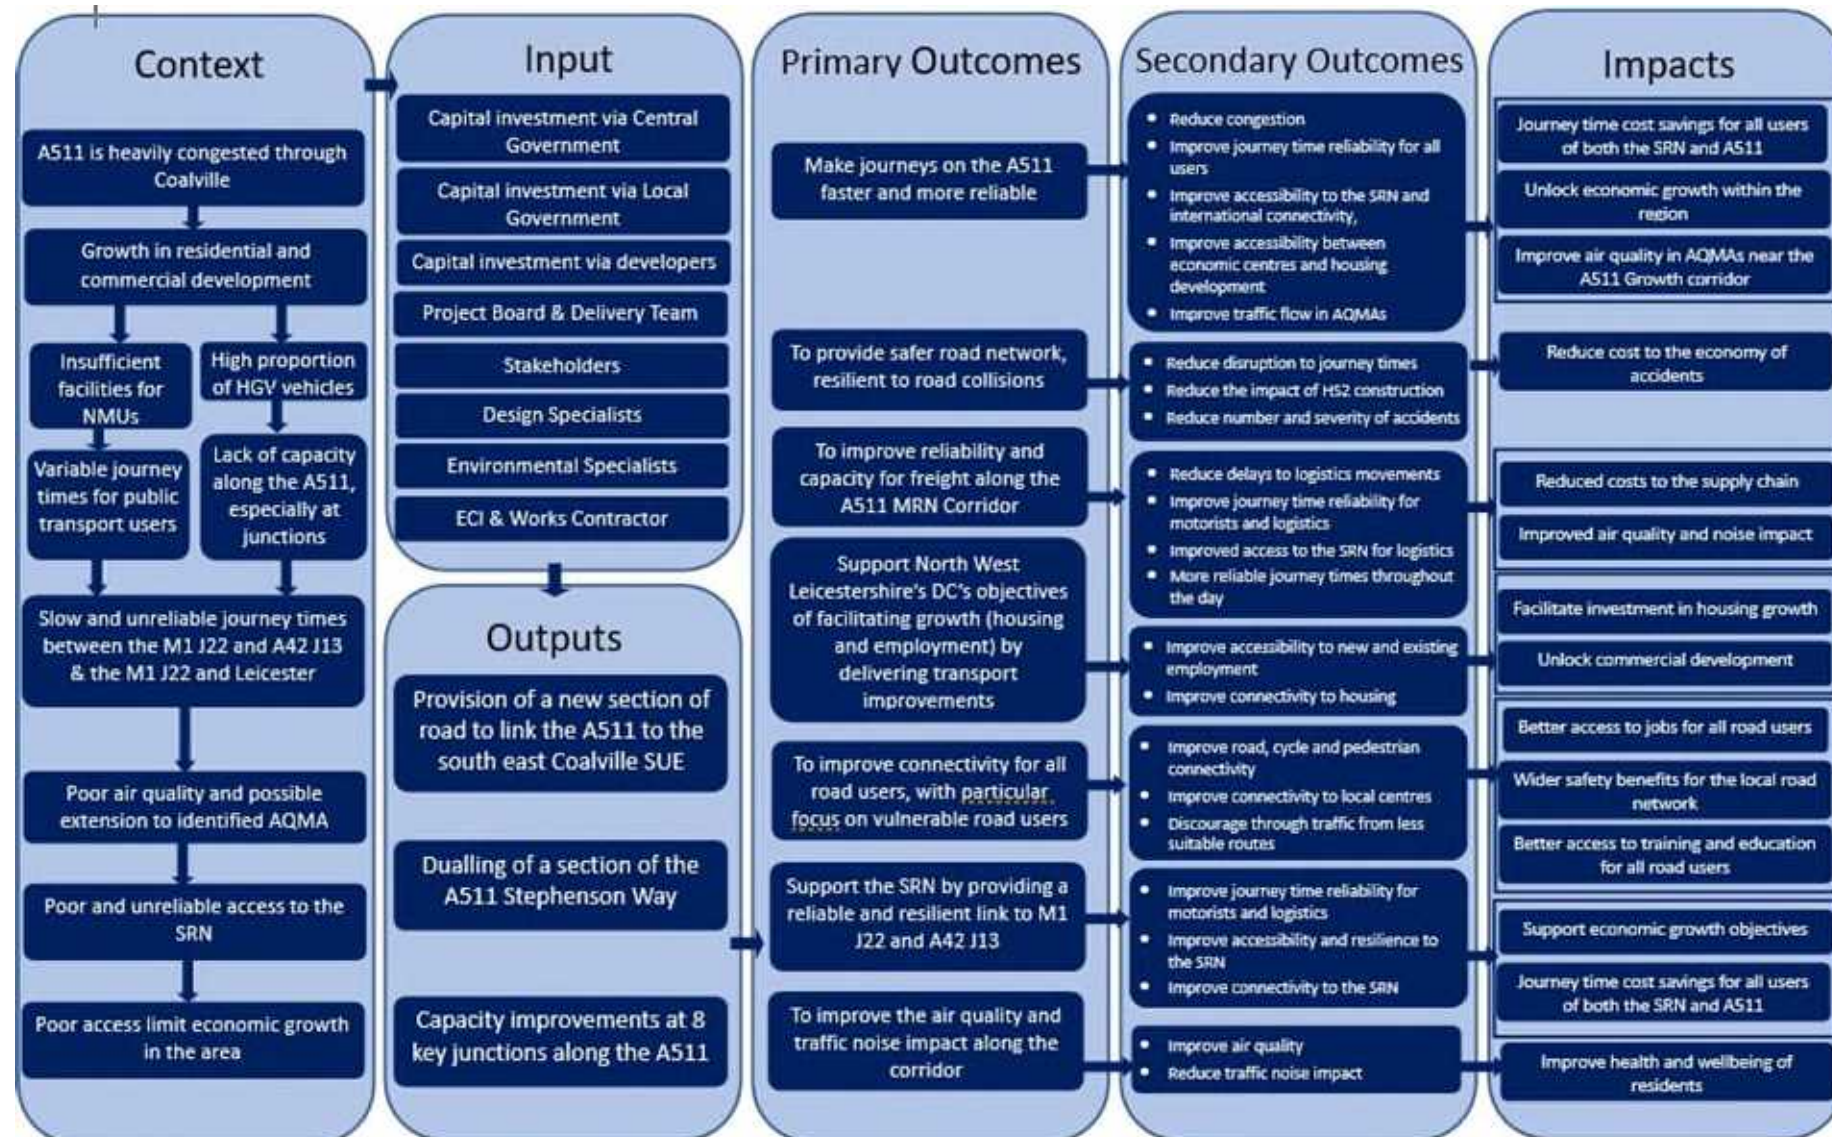 Context
A511 is heavily congested through
Coalville
Growth in residential and
commercial development
Insufficient
facilities for
NMUs
High proportion
of HGV vehicles
Variable journey
times for public
transport users
Lack of capacity
along the A511,
especially at
junctions
Slow and unreliable journey times
between the M1 J22 and A42 J13
& the M1 J22 and Leicester
Poor air quality and possible
extension to identified AQMA
Poor and unreliable access to the
SRN
Poor access limit economic growth
in the area
Input
Capital investment via Central
Government
Capital investment via Local
Government
Capital investment via developers
Project Board & Delivery Team
Stakeholders
Design Specialists
Environmental Specialists
ECI & Works Contractor
Outputs
Provision of a new section of
road to link the A511 to the
south east Coalville SUE
Dualling of a section of the
A511 Stephenson Way
Capacity improvements at 8
key junctions along the A511
Primary Outcomes
Make journeys on the A511
faster and more reliable
To provide safer road network,
resilient to road collisions
To improve reliability and
capacity for freight along the
A511 MRN Corridor
Support North West
Leicestershire's DC's objectives
of facilitating growth (housing
and employment) by
delivering transport
improvements
To improve connectivity for all
road users, with particular
focus on vulnerable road users
Support the SRN by providing a
reliable and resilient link to M1
J22 and A42 J13
To improve the air quality and
traffic noise impact along the
corridor
Secondary Outcomes
• Reduce congestion
• Improve journey time reliability for all
users
• Improve accessibility to the SRN and
international connectivity,
• Improve accessibility between
economic centres and housing
development
• Improve traffic flow in AQMAs
• Reduce disruption to journey times
• Reduce the impact of HS2 construction
• Reduce number and severity of accidents
• Reduce delays to logistics movements
• Improve journey time reliability for
motorists and logistics
• Improved access to the SRN for logistics
• More reliable journey times throughout
the day
• Improve accessibility to new and existing
employment
• Improve connectivity to housing
• Improve road, cycle and pedestrian
connectivity
• Improve connectivity to local centres
• Discourage through traffic from less
suitable routes
• Improve journey time reliability for
motorists and logistics
• Improve accessibility and resilience to
the SRN
• Improve connectivity to the SRN
• Improve air quality
• Reduce traffic noise impact
Impacts
Journey time cost savings for all users
of both the SRN and A511
Unlock economic growth within the
region
Improve air quality in AQMAs near the
A511 Growth corridor
Reduce cost to the economy of
accidents
Reduced costs to the supply chain
Improved air quality and noise impact
Facilitate investment in housing growth
Unlock commercial development
Better access to jobs for all road users
Wider safety benefits for the local road
network
Better access to training and education
for all road users
Support economic growth objectives
Journey time cost savings for all users
of both the SRN and A511
Improve health and wellbeing of
residents